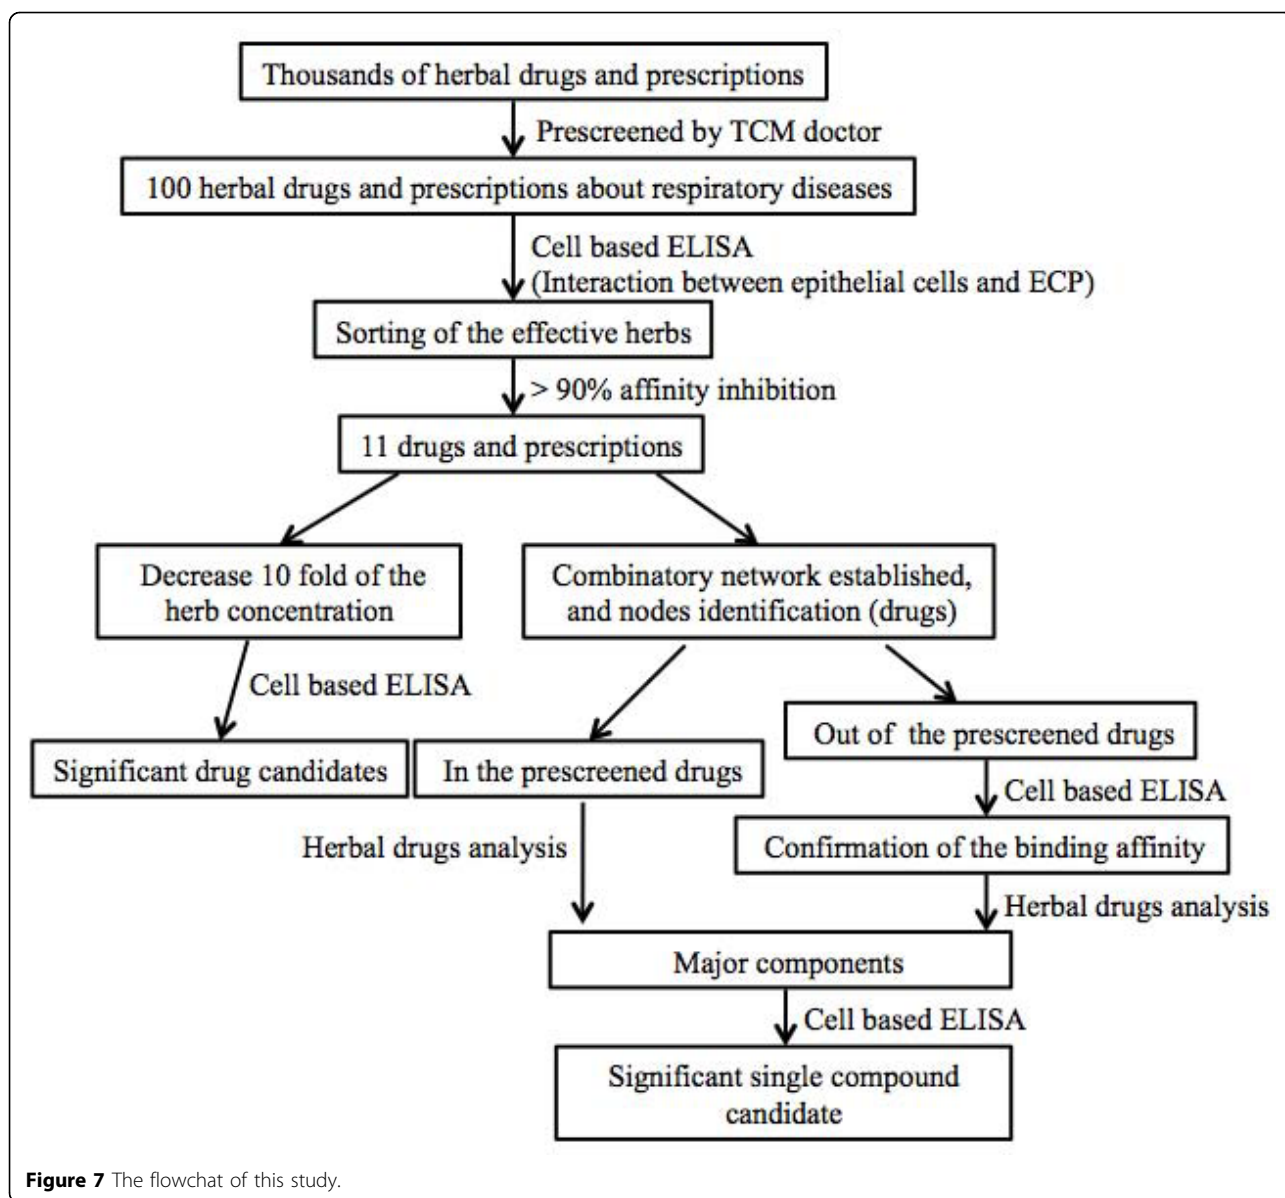 Thousands of herbal drugs and prescriptions
Prescreened by TCM doctor
100 herbal drugs and prescriptions about respiratory diseases
Cell based ELISA
(Interaction between epithelial cells and ECP)
Sorting of the effective herbs
> 90% affinity inhibition
11 drugs and prescriptions
Decrease 10 fold of the
herb concentration
Combinatory network established,
and nodes identification (drugs)
Cell based ELISA
Significant drug candidates
In the prescreened drugs
Out of the prescreened drugs
Cell based ELISA
Herbal drugs analysis
Confirmation of the binding affinity
Herbal drugs analysis
Major components
Cell based ELISA
Significant single compound
candidate
Figure 7 The flowchat of this study.